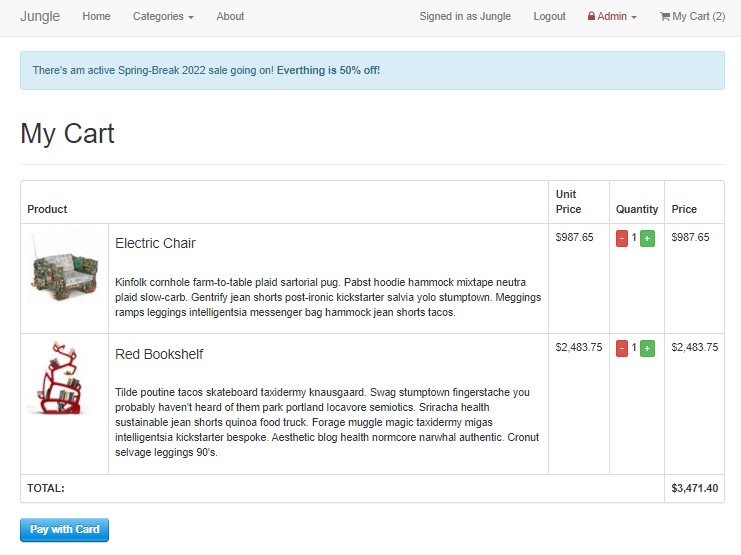 Jungle Home Categories About Signed in as Jungle Logout Admin My Cart (2)
There's am active Spring-Break 2022 sale going on! Everthing is 50% off!
My Cart
Product Unit Price Quantity Price
Electric Chair $987.65 - 1 + $987.65
Kinfolk cornhole farm-to-table plaid sartorial pug. Pabst hoodie hammock mixtape neutra
plaid slow-carb. Gentrify jean shorts post-ironic kickstarter salvia yolo stumptown. Meggings
ramps leggings intelligentsia messenger bag hammock jean shorts tacos.
Red Bookshelf $2,483.75 - 1 + $2,483.75
Tilde poutine tacos skateboard taxidermy knausgaard. Swag stumptown fingerstache you
probably haven't heard of them park portland locavore semiotics. Sriracha health
sustainable jean shorts quinoa food truck. Forage muggle magic taxidermy migas
intelligentsia kickstarter bespoke. Aesthetic blog health normcore narwhal authentic. Cronut
selvage leggings 90's.
TOTAL: $3,471.40
Pay with Card